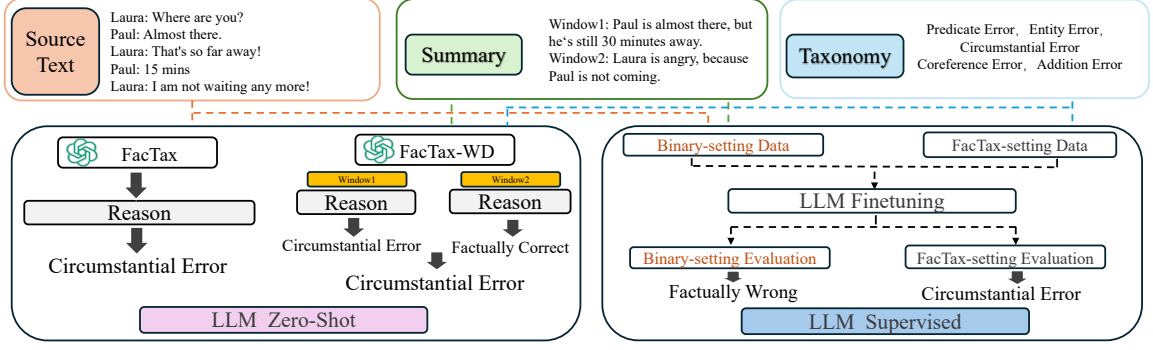 Source
Text
Laura: Where are you?
Paul: Almost there.
Laura: That's so far away!
Paul: 15 mins
Laura: I am not waiting any more!
Summary
Window1: Paul is almost there, but
he's still 30 minutes away.
Window2: Laura is angry, because
Paul is not coming.
Taxonomy
Predicate Error, Entity Error,
Circumstantial Error
Coreference Error, Addition Error
FacTax
Reason
Circumstantial Error
FacTax-WD
Window1
Window2
Reason
Reason
Circumstantial Error
Factually Correct
Circumstantial Error
LLM Zero-Shot
Binary-setting Data
FacTax-setting Data
LLM Finetuning
Binary-setting Evaluation
FacTax-setting Evaluation
Factually Wrong
Circumstantial Error
LLM Supervised